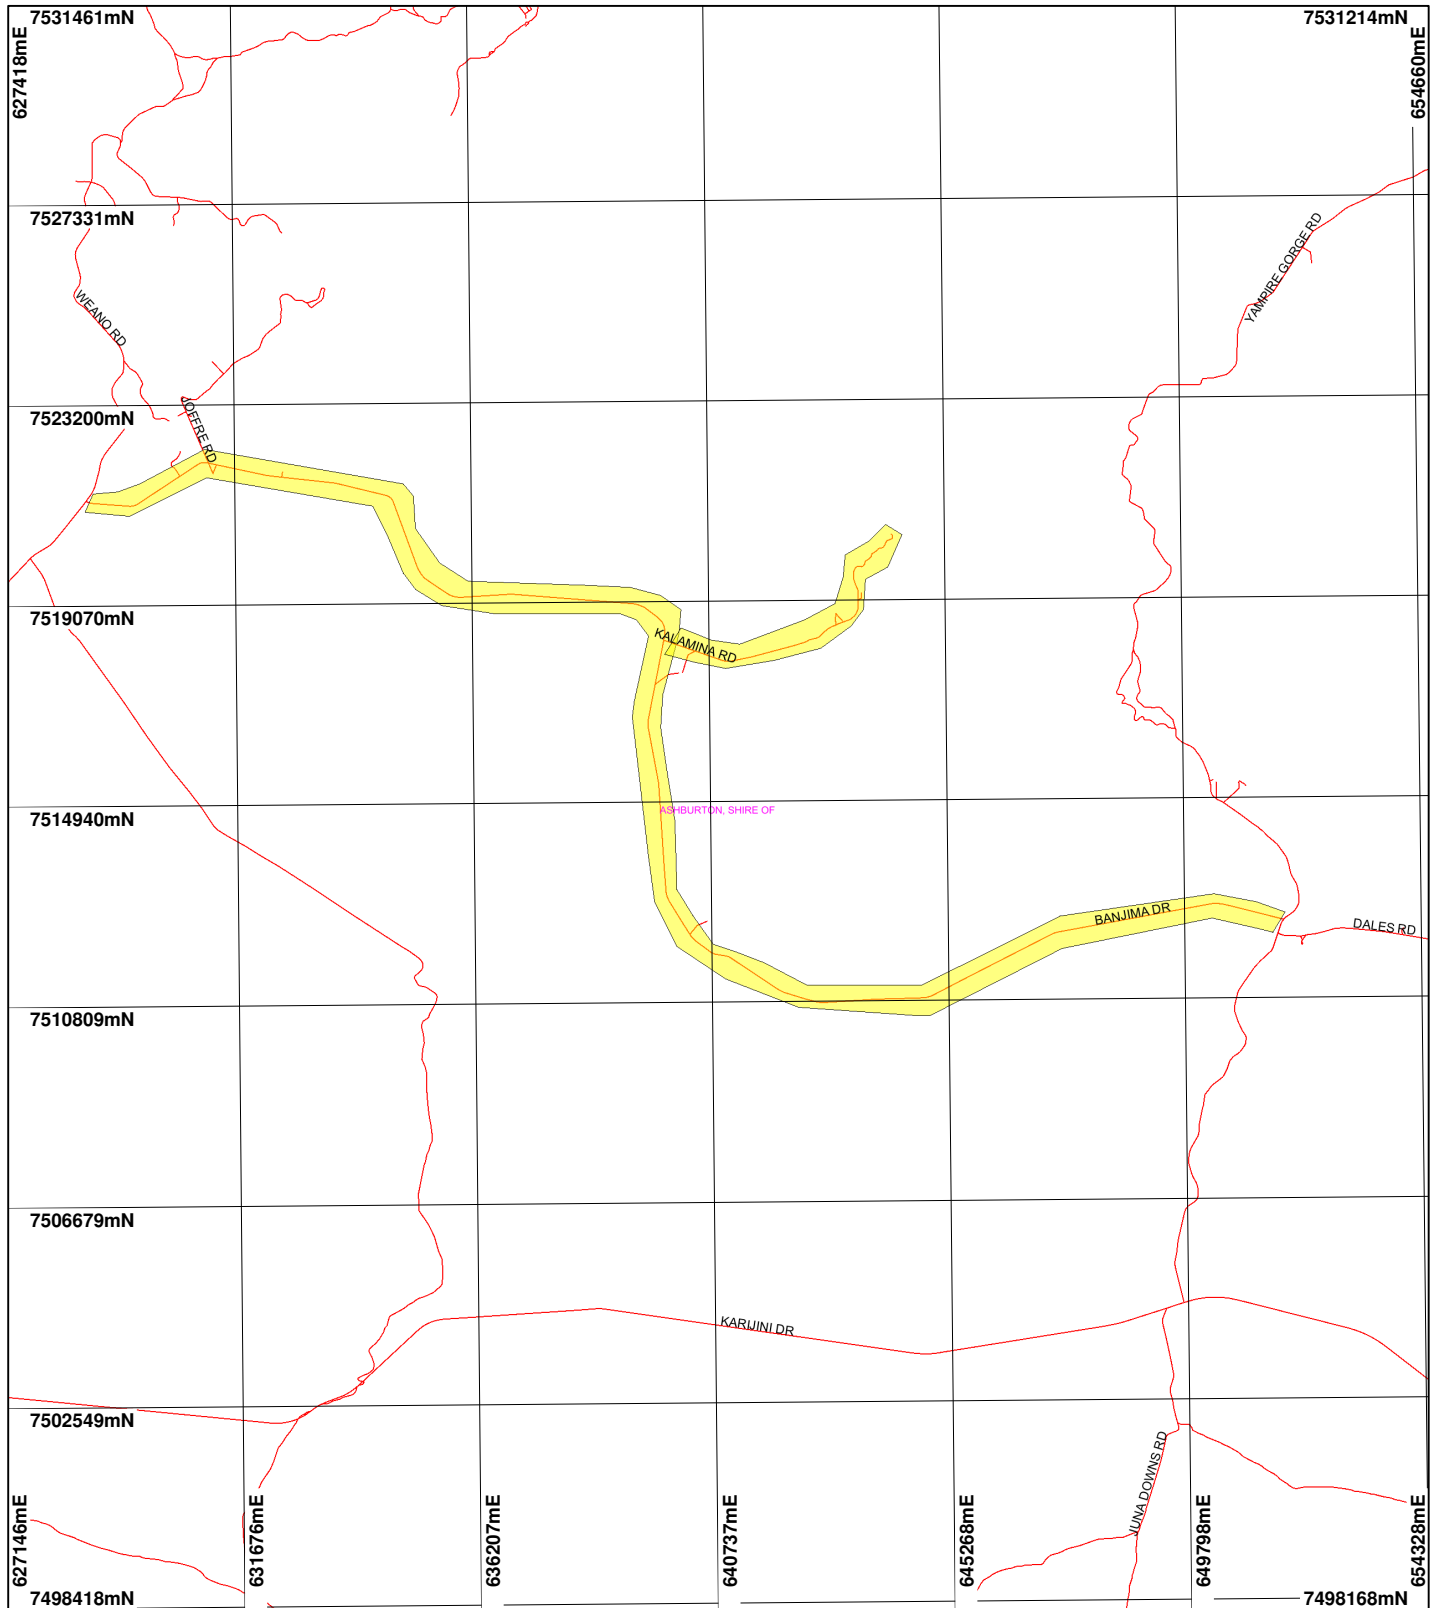 7531461mN
7531214mN
627418mE
654660mE
7527331mN
YAMPIRE GORGE RD
WEANO RD
7523200mN
JOFFRE RD
7519070mN
KALAMINA RD
7514940mN
ASHBURTON, SHIRE OF
BANJIMA DR
DALES RD
7510809mN
7506679mN
KARIJINI DR
7502549mN
JUNA DOWNS RD
627146mE
631676mE
636207mE
640737mE
645268mE
649798mE
654328mE
7498418mN
7498168mN